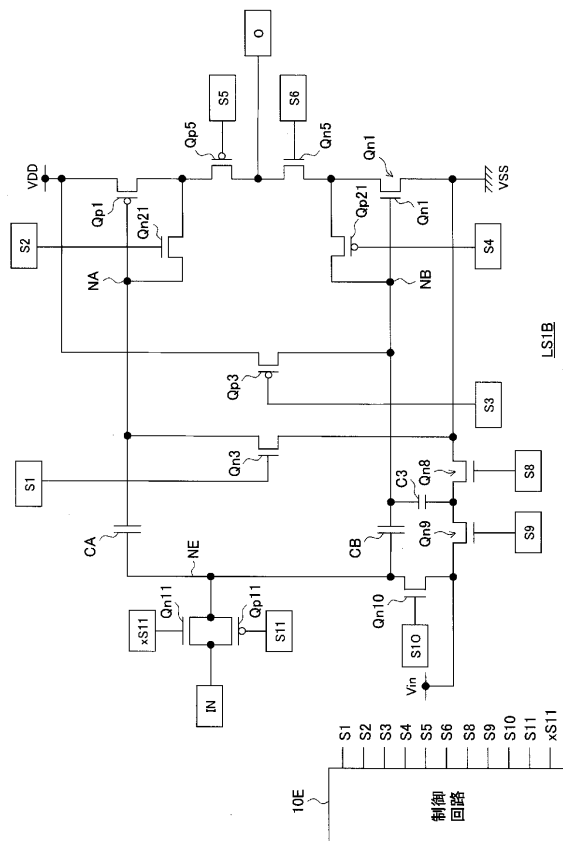 10E
制御
回路
S1
S2
S3
S4
S5
S6
S8
S9
S10
S11
xS11
IN
xS11
S11
Qn11
Qp11
NE
CA
CB
Vin
S10
Qn10
Qn9
S9
C3
Qn8
S8
S1
Qn3
Qp3
S3
S2
NA
Qn21
Qp1
VDD
Qp5
S5
O
S6
Qn5
Qp21
NB
S4
Qn1
Qn1
VSS
LS1B